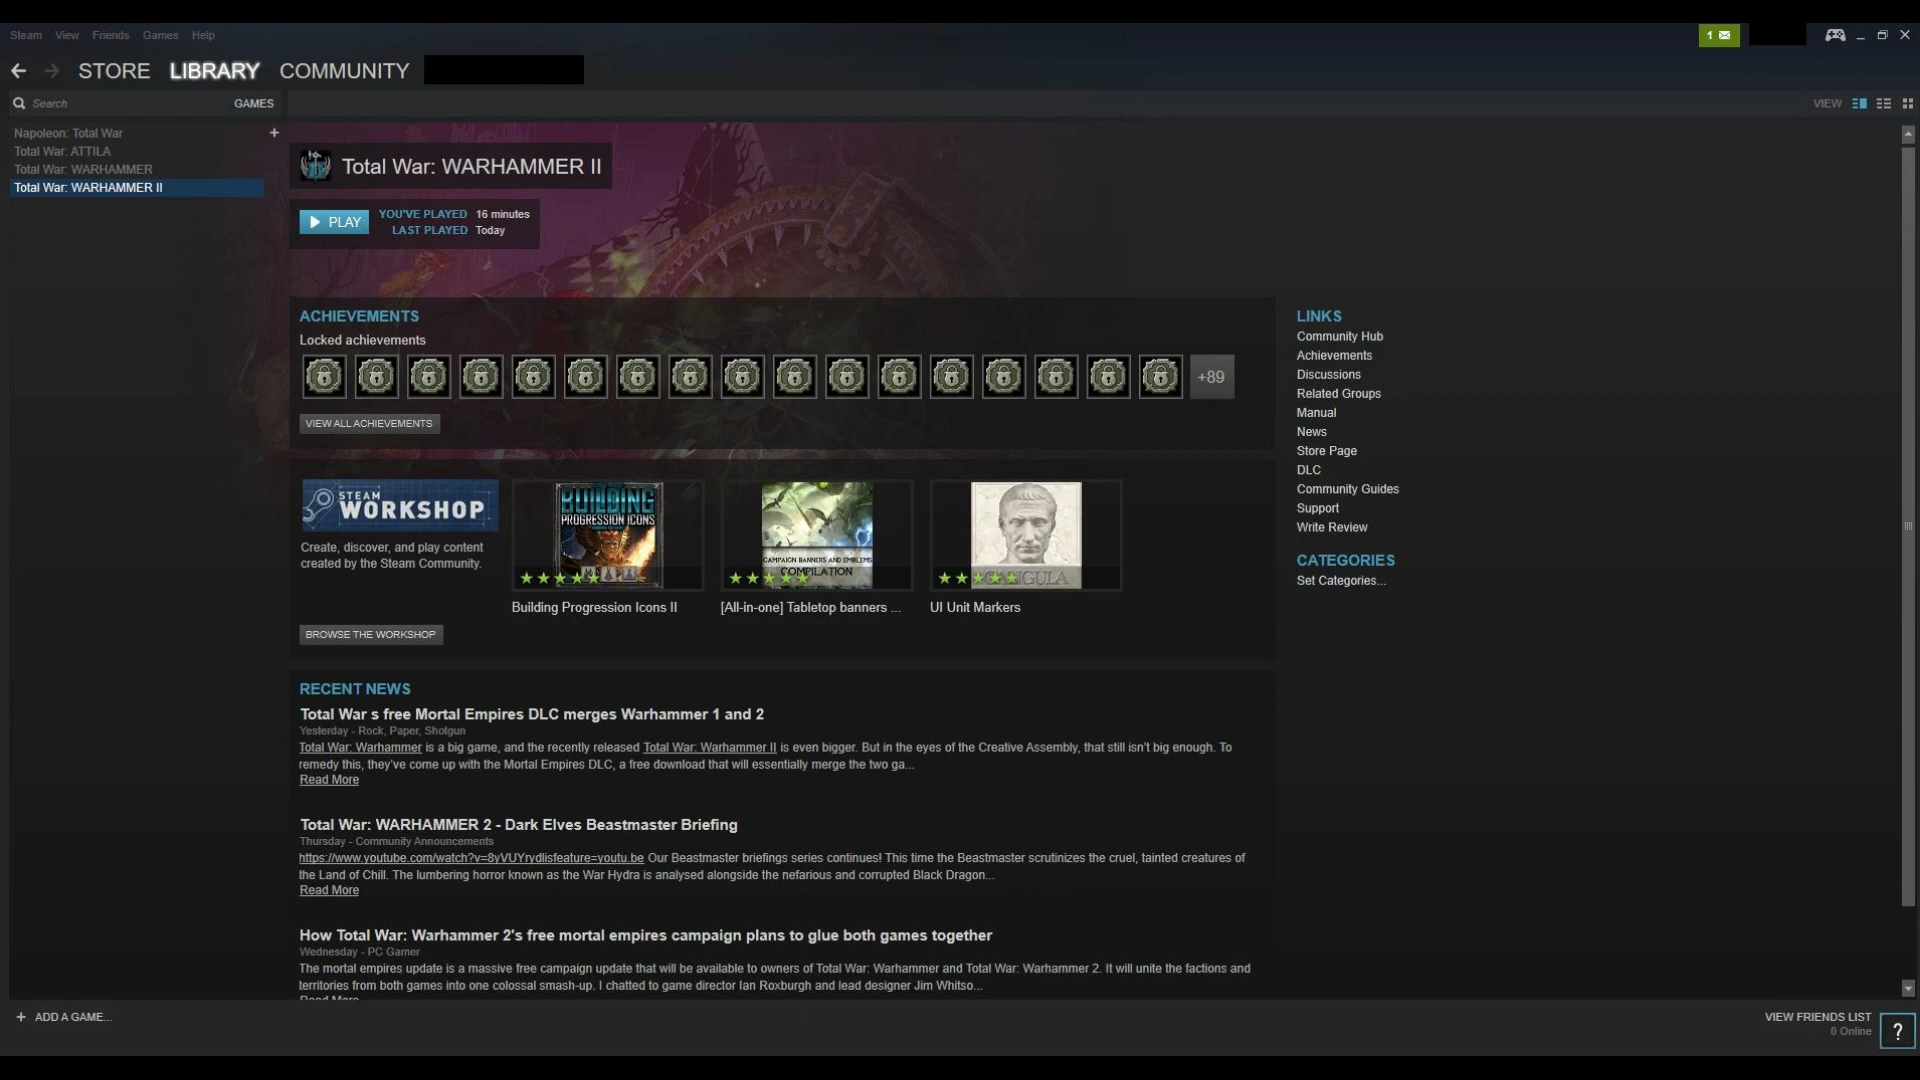 Steam View Friends Games Help
1
STORE LIBRARY COMMUNITY
Search GAMES
VIEW
Napoleon: Total War
Total War: ATTILA
Total War: WARHAMMER
Total War: WARHAMMER II
Total War: WARHAMMER II
PLAY
YOU'VE PLAYED 16 minutes
LAST PLAYED Today
ACHIEVEMENTS
Locked achievements
+89
VIEW ALL ACHIEVEMENTS
LINKS
Community Hub
Achievements
Discussions
Related Groups
Manual
News
Store Page
DLC
Community Guides
Support
Write Review
CATEGORIES
Set Categories...
STEAM
WORKSHOP
Create, discover, and play content
created by the Steam Community.
BUILDING
PROGRESSION ICONS
Building Progression Icons II
CAMPAIGN BANNERS AND EMBLEMS
COMPILATION
[All-in-one] Tabletop banners ...
CALIGULA
UI Unit Markers
BROWSE THE WORKSHOP
RECENT NEWS
Total War s free Mortal Empires DLC merges Warhammer 1 and 2
Yesterday - Rock, Paper, Shotgun
Total War: Warhammer is a big game, and the recently released Total War: Warhammer II is even bigger. But in the eyes of the Creative Assembly, that still isn't big enough. To
remedy this, they've come up with the Mortal Empires DLC, a free download that will essentially merge the two ga...
Read More
Total War: WARHAMMER 2 - Dark Elves Beastmaster Briefing
Thursday - Community Announcements
https://www.youtube.com/watch?v=8yVUYrydlisfeature=youtu.be Our Beastmaster briefings series continues! This time the Beastmaster scrutinizes the cruel, tainted creatures of
the Land of Chill. The lumbering horror known as the War Hydra is analysed alongside the nefarious and corrupted Black Dragon...
Read More
How Total War: Warhammer 2's free mortal empires campaign plans to glue both games together
Wednesday - PC Gamer
The mortal empires update is a massive free campaign update that will be available to owners of Total War: Warhammer and Total War: Warhammer 2. It will unite the factions and
territories from both games into one colossal smash-up. I chatted to game director Ian Roxburgh and lead designer Jim Whitso...
Read More
+ ADD A GAME...
VIEW FRIENDS LIST
0 Online
?